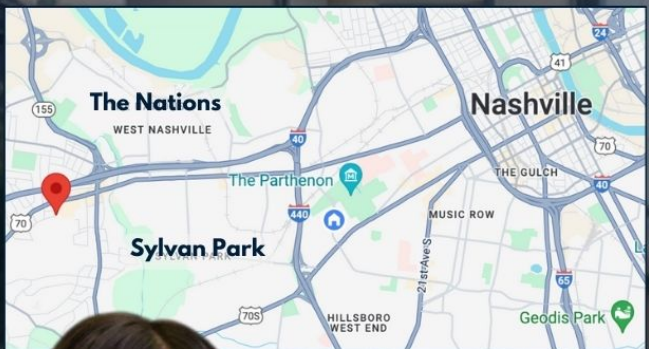 24
41
155
The Nations
WEST NASHVILLE
Nashville
40
70
The Parthenon
THE GULCH
40
70
440
MUSIC ROW
Sylvan Park
SYLVAN PARK
21st Ave S
65
70S
HILLSBORO
WEST END
Geodis Park